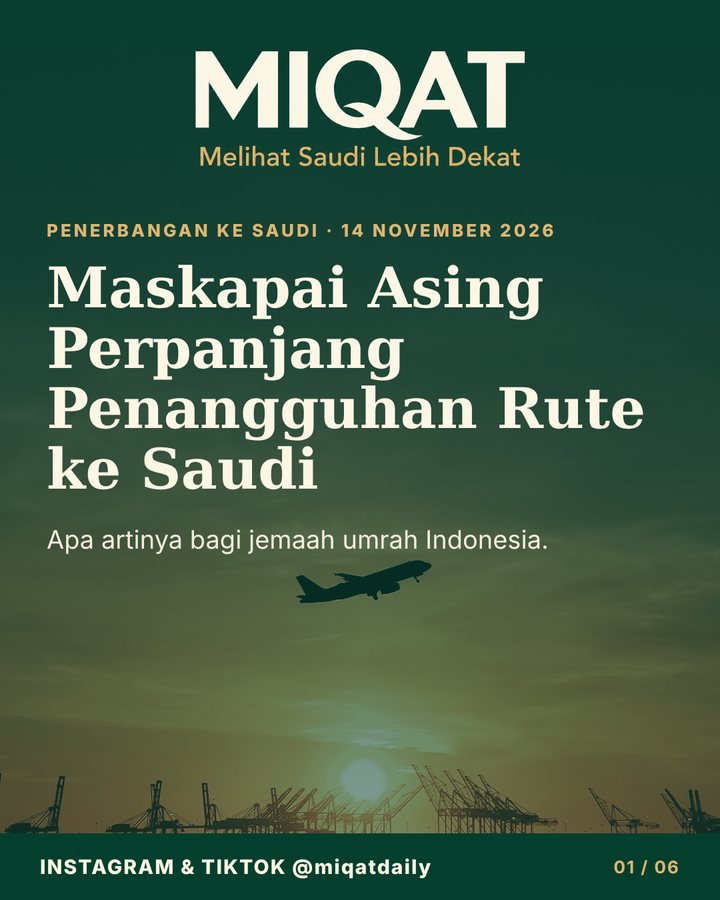 MIQAT
Melihat Saudi Lebih Dekat
PENERBANGAN KE SAUDI · 14 NOVEMBER 2026
Maskapai Asing
Perpanjang
Penangguhan Rute
ke Saudi
Apa artinya bagi jemaah umrah Indonesia.
INSTAGRAM & TIKTOK @miqatdaily
01 / 06